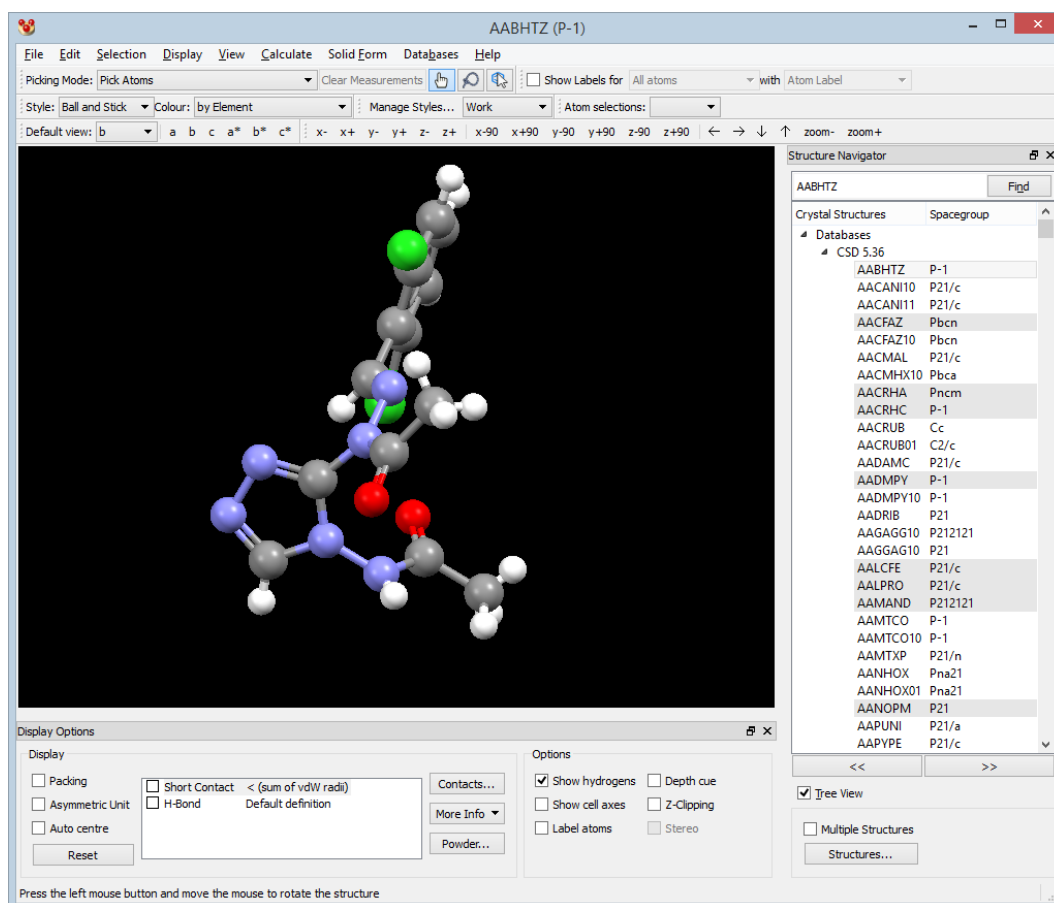 AABHTZ (P-1)
File Edit Selection Display View Calculate Solid Form Databases Help
Picking Mode: Pick Atoms Clear Measurements Show Labels for All atoms with Atom Label
Style: Ball and Stick Colour: by Element Manage Styles... Work Atom selections:
Default view: b a b c a* b* c* x- x+ y- y+ z- z+ x-90 x+90 y-90 y+90 z-90 z+90 ← → ↓ ↑ zoom- zoom+
Structure Navigator
AABHTZ Find
Crystal Structures Spacegroup
Databases
CSD 5.36
AABHTZ P-1
AACANI10 P21/c
AACANI11 P21/c
AACFAZ Pbcn
AACFAZ10 Pbcn
AACMAL P21/c
AACMHX10 Pbca
AACRHA Pncm
AACRHC P-1
AACRUB Cc
AACRUB01 C2/c
AADAMC P21/c
AADMPY P-1
AADMPY10 P-1
AADRIB P21
AAGAGG10 P212121
AAGGAG10 P21
AALCFE P21/c
AALPRO P21/c
AAMAND P212121
AAMTCO P-1
AAMTCO10 P-1
AAMTXP P21/n
AANHOX Pna21
AANHOX01 Pna21
AANOPM P21
AAPUNI P21/a
AAPYPE P21/c
<< >>
Tree View
Multiple Structures
Structures...
Display Options
Display
Packing
Asymmetric Unit
Auto centre
Reset
Short Contact < (sum of vdW radii)
H-Bond Default definition
Contacts...
More Info
Powder...
Options
Show hydrogens Depth cue
Show cell axes Z-Clipping
Label atoms Stereo
Press the left mouse button and move the mouse to rotate the structure